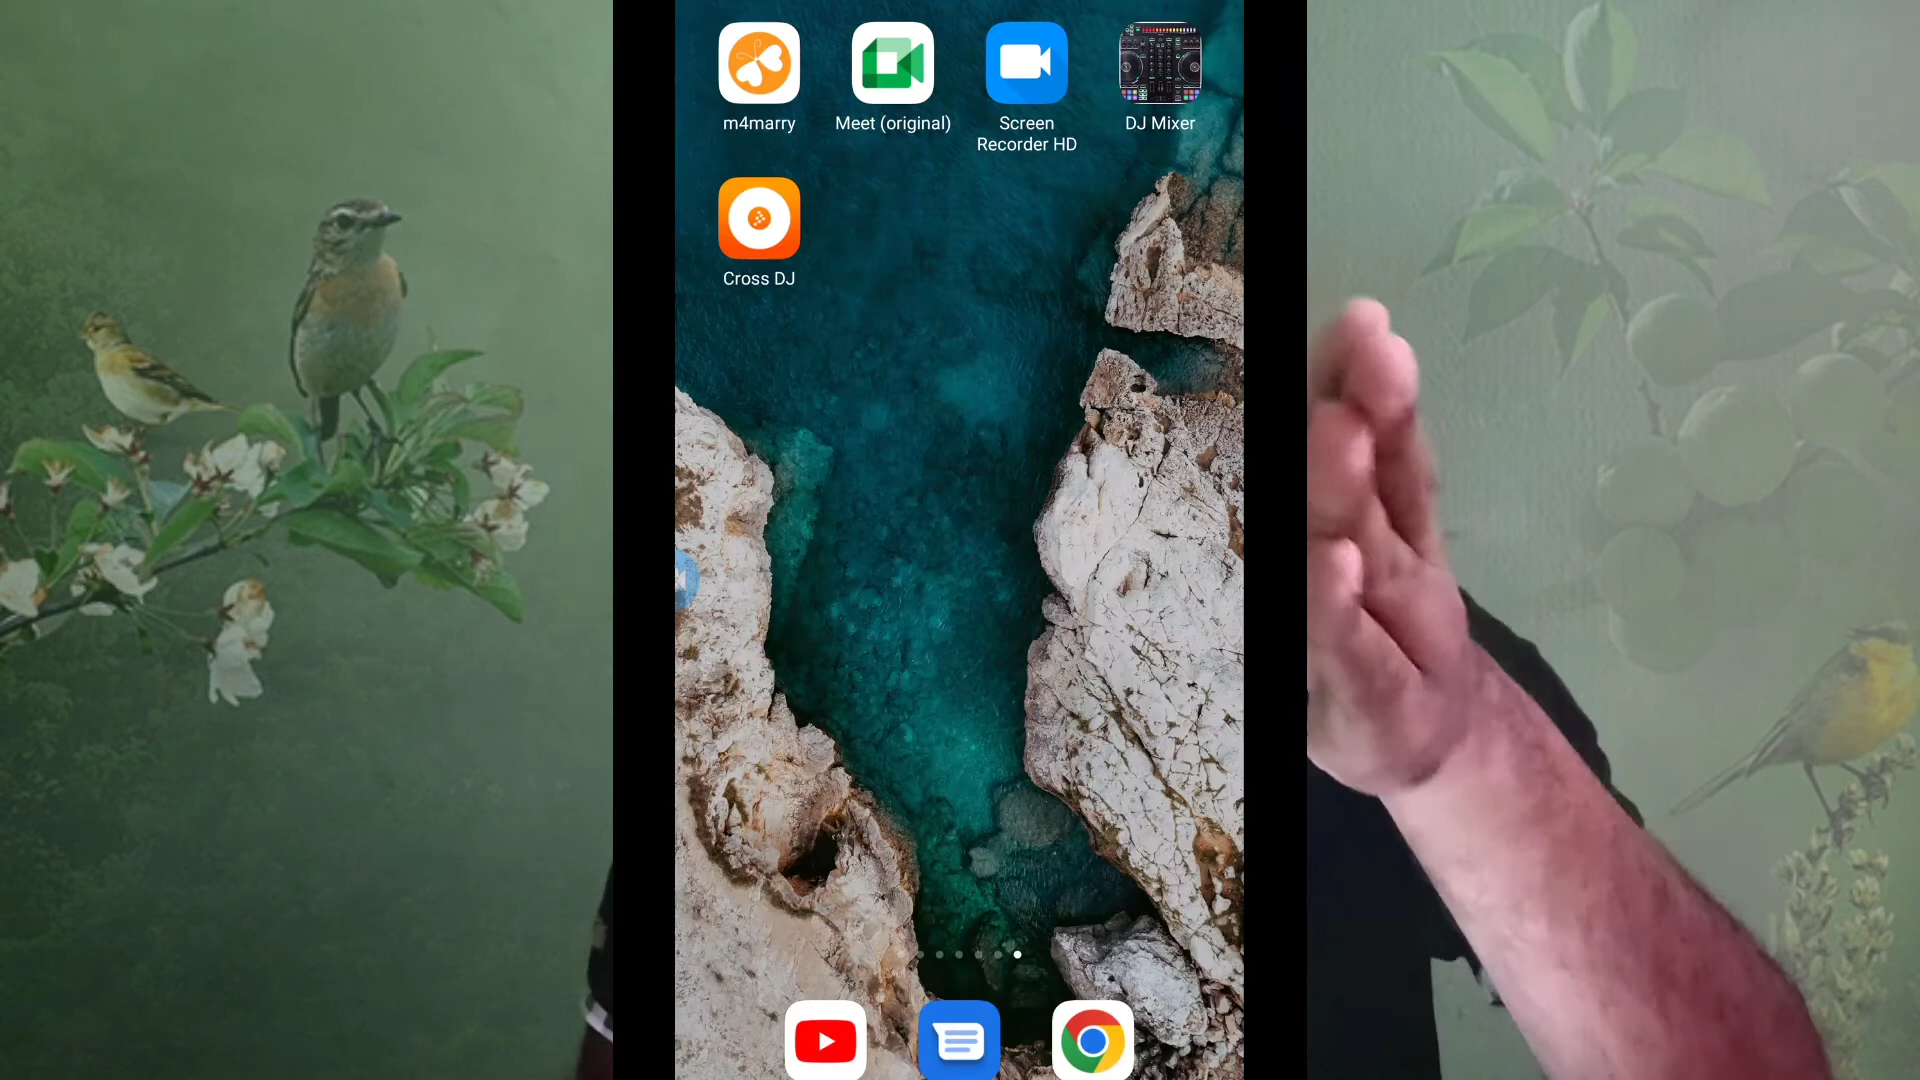 m4marry
Meet (original)
Screen
Recorder HD
DJ Mixer
Cross DJ